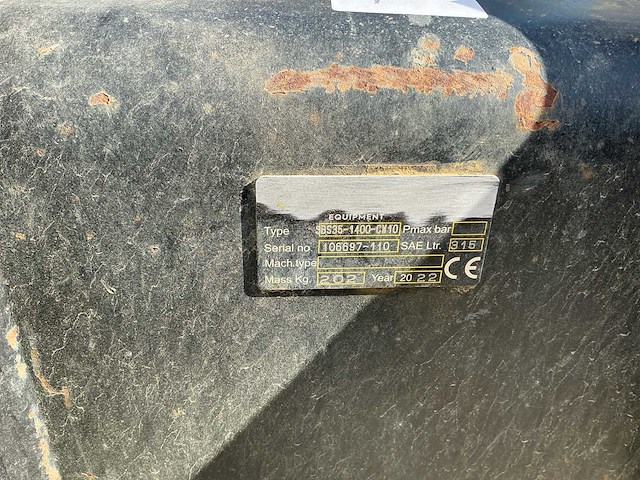 EQUIPMENT
Type SBS35-1400-CW10 Pmax bar
Serial no. 106697-110 SAE Ltr. 315
Mach.type
Mass Kg. 202 Year 2022
CE